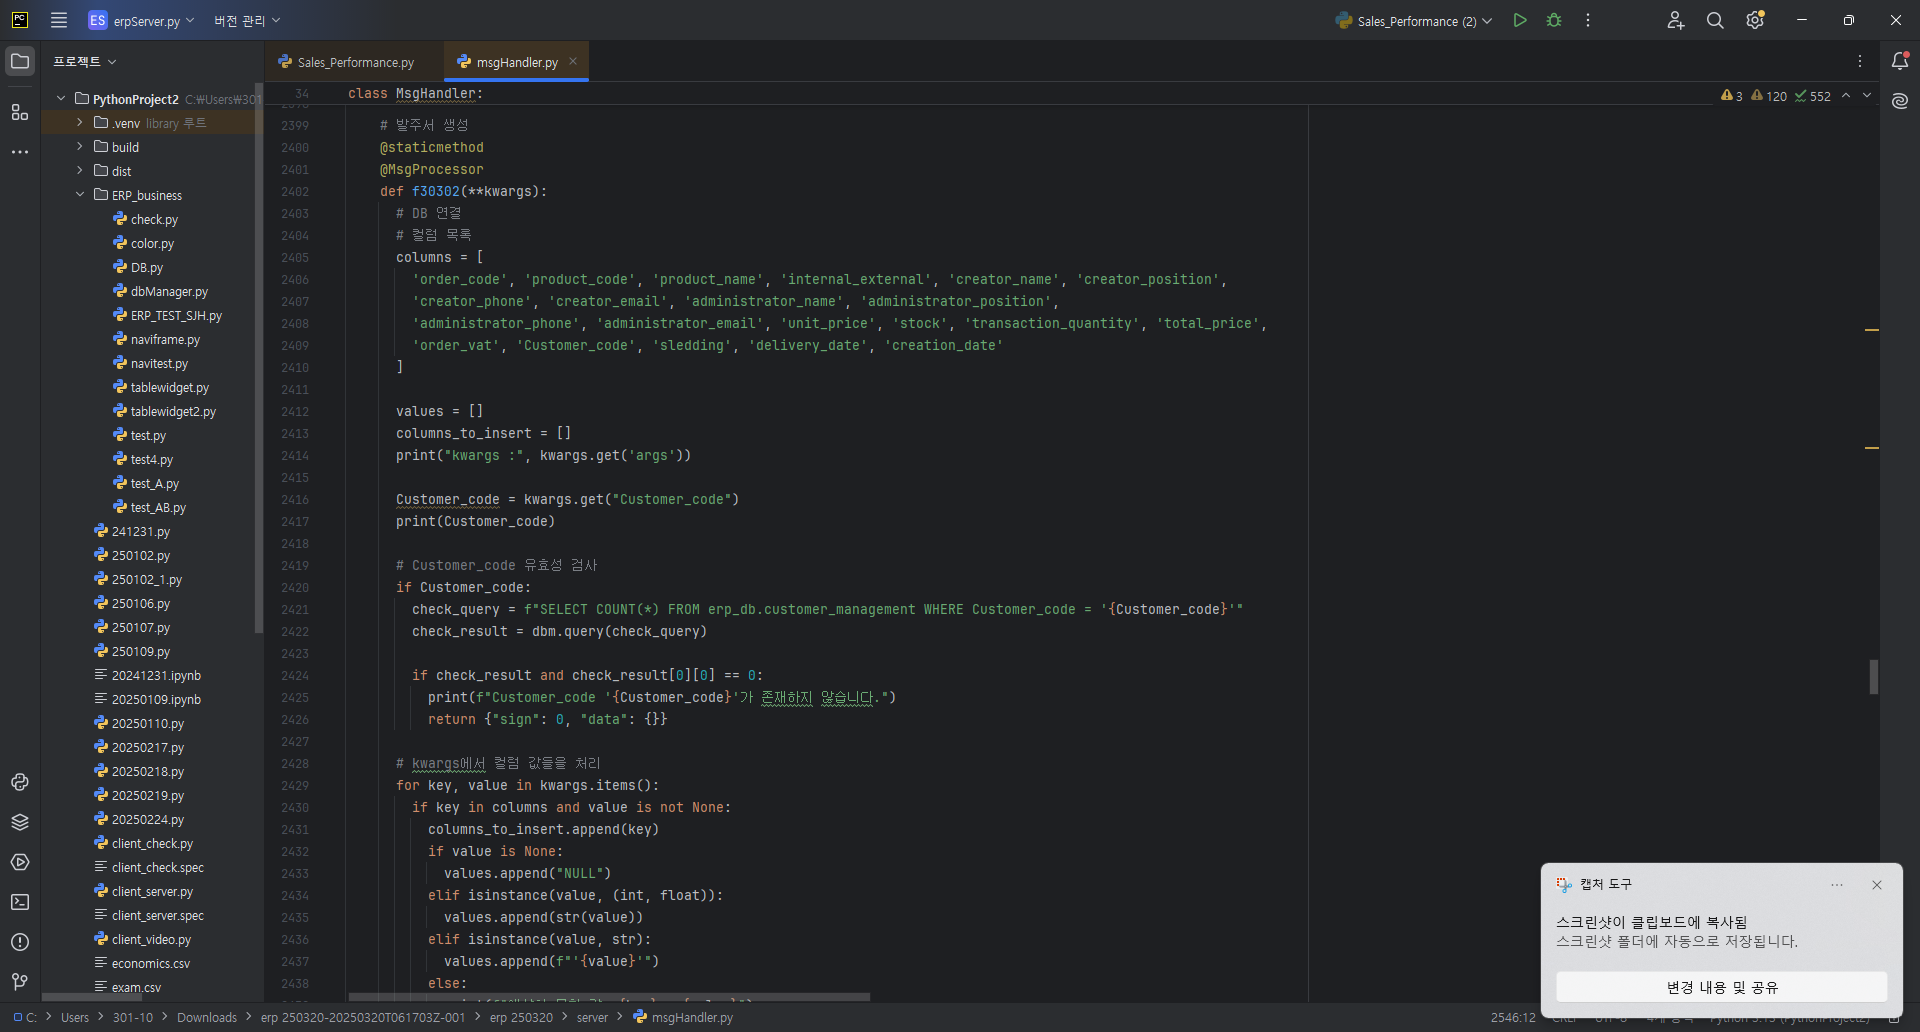 PC
ES erpServer.py 버전 관리 Sales_Performance (2)
프로젝트 Sales_Performance.py msgHandler.py
34 class MsgHandler: 3 120 552
PythonProject2 C:₩Users₩301
.venv library 루트
build
dist
ERP_business
check.py
color.py
DB.py
dbManager.py
ERP_TEST_SJH.py
naviframe.py
navitest.py
tablewidget.py
tablewidget2.py
test.py
test4.py
test_A.py
test_AB.py
241231.py
250102.py
250102_1.py
250106.py
250107.py
250109.py
20241231.ipynb
20250109.ipynb
20250110.py
20250217.py
20250218.py
20250219.py
20250224.py
client_check.py
client_check.spec
client_server.py
client_server.spec
client_video.py
economics.csv
exam.csv
2399 # 발주서 생성
2400 @staticmethod
2401 @MsgProcessor
2402 def f30302(**kwargs):
2403 # DB 연결
2404 # 컬럼 목록
2405 columns = [
2406 'order_code', 'product_code', 'product_name', 'internal_external', 'creator_name', 'creator_position',
2407 'creator_phone', 'creator_email', 'administrator_name', 'administrator_position',
2408 'administrator_phone', 'administrator_email', 'unit_price', 'stock', 'transaction_quantity', 'total_price',
2409 'order_vat', 'Customer_code', 'sledding', 'delivery_date', 'creation_date'
2410 ]
2411
2412 values = []
2413 columns_to_insert = []
2414 print("kwargs :", kwargs.get('args'))
2415
2416 Customer_code = kwargs.get("Customer_code")
2417 print(Customer_code)
2418
2419 # Customer_code 유효성 검사
2420 if Customer_code:
2421 check_query = f"SELECT COUNT(*) FROM erp_db.customer_management WHERE Customer_code = '{Customer_code}'"
2422 check_result = dbm.query(check_query)
2423
2424 if check_result and check_result[0][0] == 0:
2425 print(f"Customer_code '{Customer_code}'가 존재하지 않습니다.")
2426 return {"sign": 0, "data": {}}
2427
2428 # kwargs에서 컬럼 값들을 처리
2429 for key, value in kwargs.items():
2430 if key in columns and value is not None:
2431 columns_to_insert.append(key)
2432 if value is None:
2433 values.append("NULL")
2434 elif isinstance(value, (int, float)):
2435 values.append(str(value))
2436 elif isinstance(value, str):
2437 values.append(f"'{value}'")
2438 else:
캡처 도구
스크린샷이 클립보드에 복사됨
스크린샷 폴더에 자동으로 저장됩니다.
변경 내용 및 공유
C: Users 301-10 Downloads erp 250320-20250320T061703Z-001 erp 250320 server msgHandler.py 2546:12